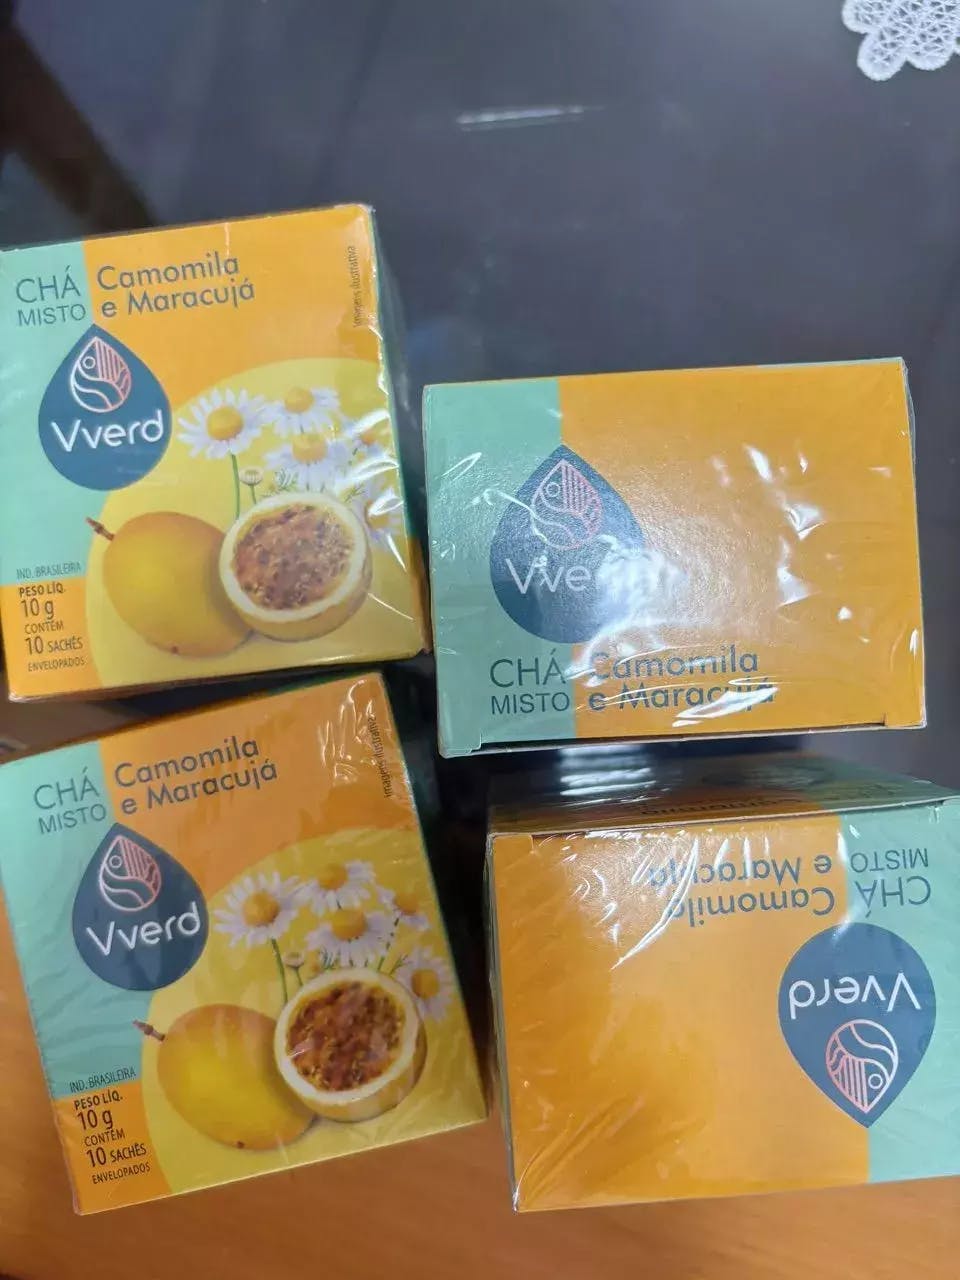 CHÁ
MISTO
Camomila
e Maracujá
Imagens ilustrativas
Vverd
IND. BRASILEIRA
PESO LÍQ.
10 g
CONTÉM
10 SACHÊS
ENVELOPADOS
Vverd
CHÁ
MISTO
Camomila
e Maracujá
CHÁ
MISTO
Camomila
e Maracujá
Imagens ilustrativas
Vverd
IND. BRASILEIRA
PESO LÍQ.
10 g
CONTÉM
10 SACHÊS
ENVELOPADOS
Vverd
CHÁ
MISTO
Camomila
e Maracujá